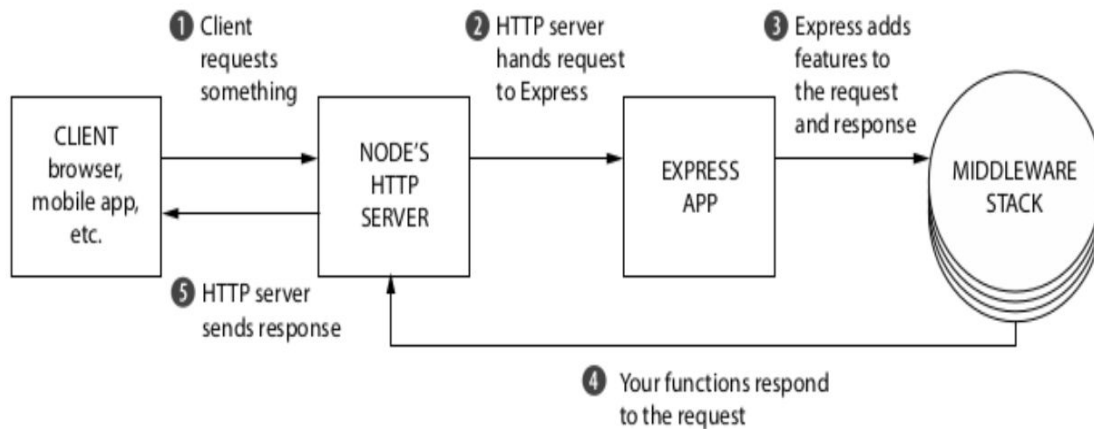 1 Client
requests
something
2 HTTP server
hands request
to Express
3 Express adds
features to
the request
and response
CLIENT
browser,
mobile app,
etc.
NODE'S
HTTP
SERVER
EXPRESS
APP
MIDDLEWARE
STACK
5 HTTP server
sends response
4 Your functions respond
to the request